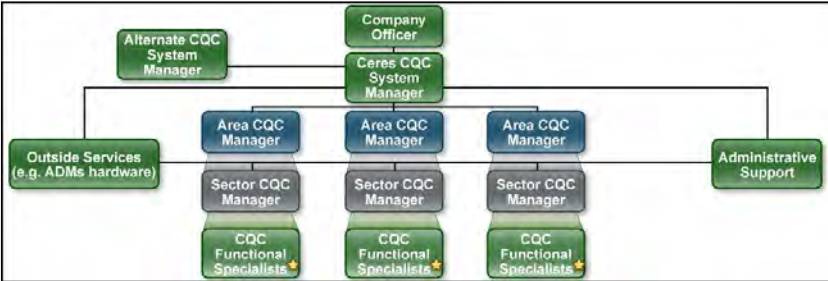 Company
Officer
Alternate CQC
System
Manager
Ceres CQC
System
Manager
Area CQC
Manager
Area CQC
Manager
Area CQC
Manager
Outside Services
(e.g. ADMs hardware)
Administrative
Support
Sector CQC
Manager
Sector CQC
Manager
Sector CQC
Manager
CQC
Functional
Specialists
CQC
Functional
Specialists
CQC
Functional
Specialists